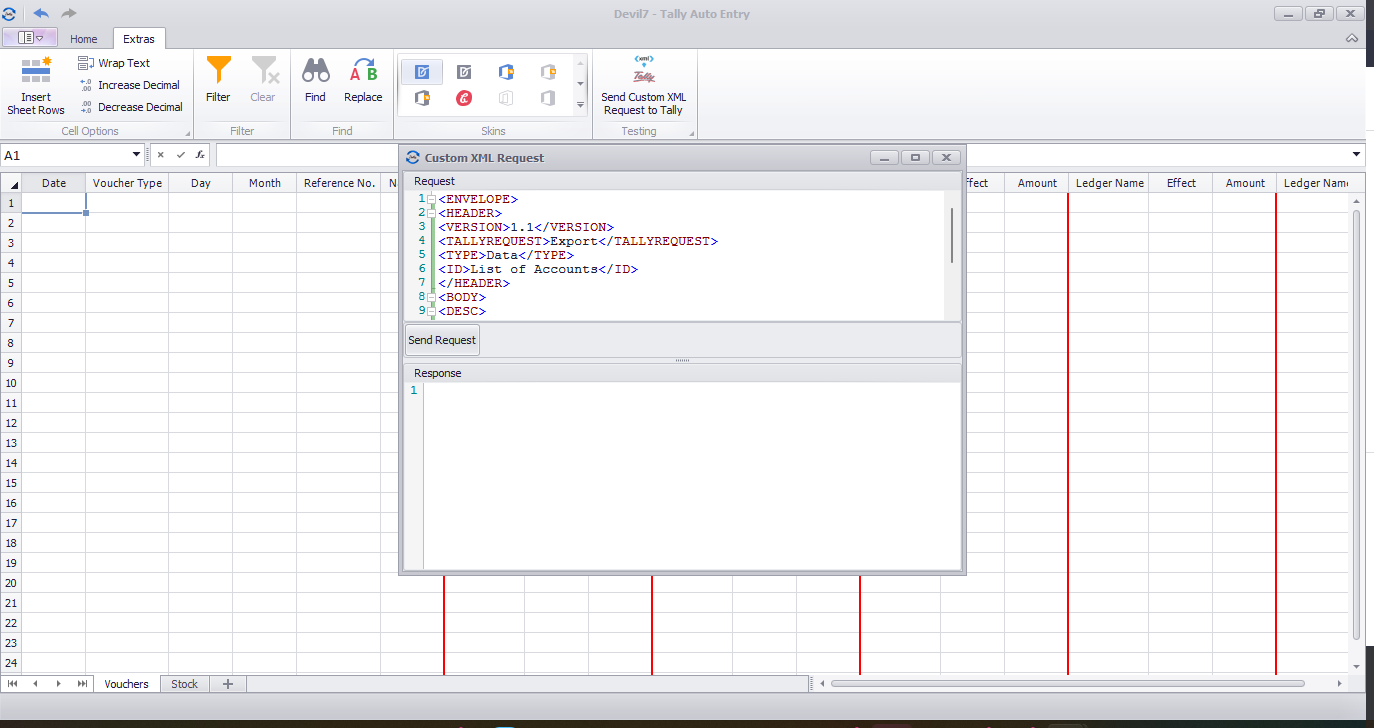 Devil7 - Tally Auto Entry
Home Extras
Insert Sheet Rows
Wrap Text
Increase Decimal
Decrease Decimal
Cell Options
Filter Clear
Filter
Find Replace
Find
Skins
Send Custom XML Request to Tally
Testing
A1
Custom XML Request
Date Voucher Type Day Month Reference No. N ffect Amount Ledger Name Effect Amount Ledger Name
Request
1 <ENVELOPE>
2 <HEADER>
3 <VERSION>1.1</VERSION>
4 <TALLYREQUEST>Export</TALLYREQUEST>
5 <TYPE>Data</TYPE>
6 <ID>List of Accounts</ID>
7 </HEADER>
8 <BODY>
9 <DESC>
Send Request
Response
1
1
2
3
4
5
6
7
8
9
10
11
12
13
14
15
16
17
18
19
20
21
22
23
24
Vouchers Stock